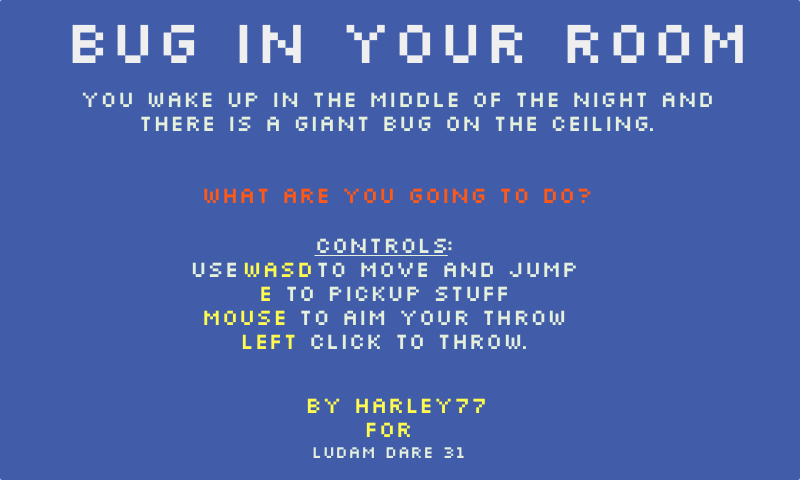 BUG IN YOUR ROOM
YOU WAKE UP IN THE MIDDLE OF THE NIGHT AND
THERE IS A GIANT BUG ON THE CEILING.
WHAT ARE YOU GOING TO DO?
CONTROLS:
USE WASD TO MOVE AND JUMP
E TO PICKUP STUFF
MOUSE TO AIM YOUR THROW
LEFT CLICK TO THROW.
BY HARLEY77
FOR
LUDAM DARE 31